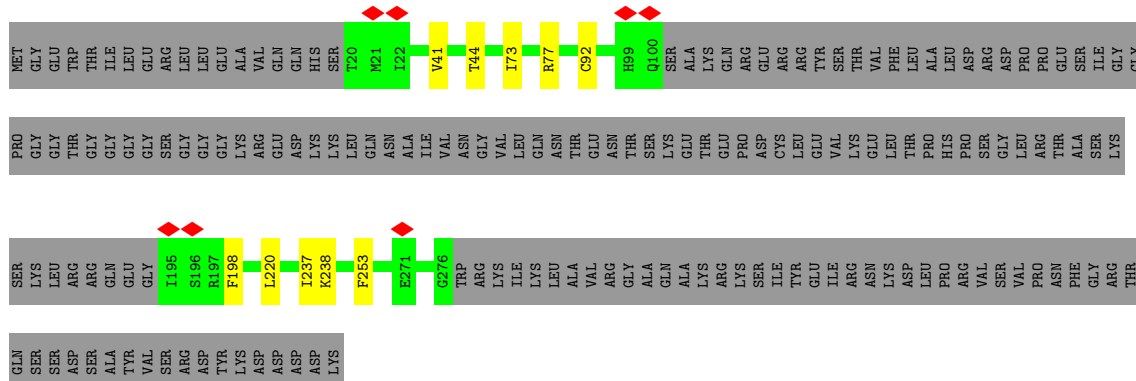 MET GLY GLU TRP THR ILE LEU GLU ARG LEU LEU GLU ALA VAL GLN GLN HIS SER T20 M21 I22 V41 T44 I73 R77 C92 H99 Q100 SER ALA LYS GLN ARG GLU ARG ARG TYR SER THR VAL PHE LEU ALA LEU ASP ARG ASP PRO PRO GLU SER ILE GLY GLY
PRO GLY GLY THR GLY GLY GLY SER GLY GLY GLY LYS ARG GLU ASP LYS LYS LEU GLN ASN ALA ILE VAL ASN GLY VAL LEU GLN ASN THR GLU ASN THR SER LYS GLU THR GLU PRO ASP CYS LEU GLU VAL LYS GLU LEU THR PRO HIS PRO SER GLY LEU ARG THR ALA SER LYS
SER LYS LEU ARG ARG GLN GLU GLY I195 S196 R197 F198 L220 I237 K238 F253 E271 G276 TRP ARG LYS ILE LYS LEU ALA VAL ARG GLY ALA GLN ALA LYS ARG LYS SER ILE TYR GLU ILE ARG ASN LYS ASP LEU PRO ARG VAL SER VAL PRO ASN PHE GLY ARG THR
GLN SER SER ASP SER ALA TYR VAL SER ARG ASP TYR LYS ASP ASP ASP ASP LYS